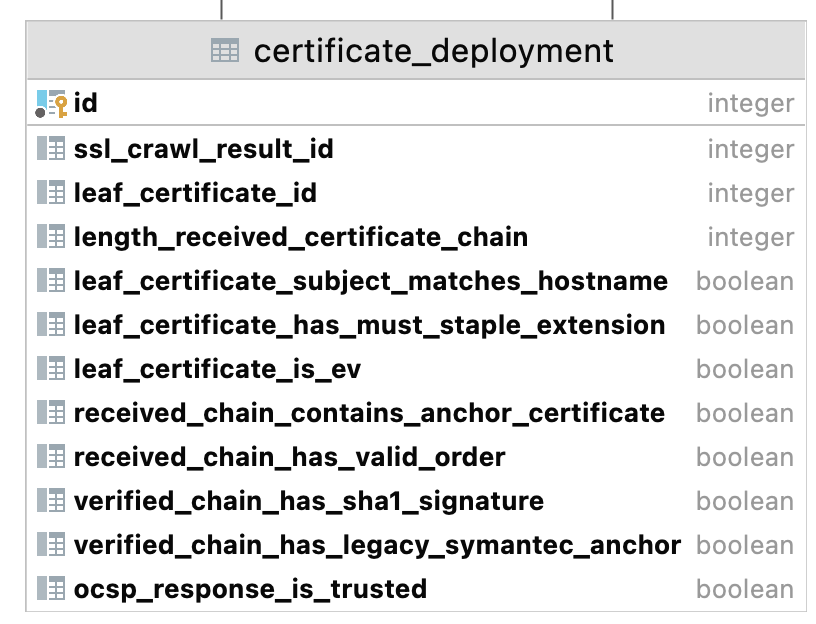 certificate_deployment
id integer
ssl_crawl_result_id integer
leaf_certificate_id integer
length_received_certificate_chain integer
leaf_certificate_subject_matches_hostname boolean
leaf_certificate_has_must_staple_extension boolean
leaf_certificate_is_ev boolean
received_chain_contains_anchor_certificate boolean
received_chain_has_valid_order boolean
verified_chain_has_sha1_signature boolean
verified_chain_has_legacy_symantec_anchor boolean
ocsp_response_is_trusted boolean